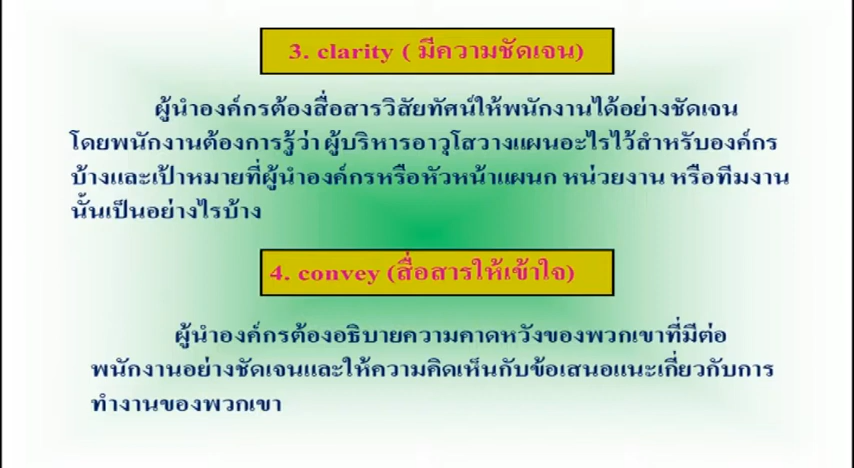 3. clarity ( มีความชัดเจน)
ผู้นำองค์กรต้องสื่อสารวิสัยทัศน์ให้พนักงานได้อย่างชัดเจน
โดยพนักงานต้องการรู้ว่า ผู้บริหารอาวุโสวางแผนอะไรไว้สำหรับองค์กร
บ้างและเป้าหมายที่ผู้นำองค์กรหรือหัวหน้าแผนก หน่วยงาน หรือทีมงาน
นั้นเป็นอย่างไรบ้าง
4. convey (สื่อสารให้เข้าใจ)
ผู้นำองค์กรต้องอธิบายความคาดหวังของพวกเขาที่มีต่อ
พนักงานอย่างชัดเจนและให้ความคิดเห็นกับข้อเสนอแนะเกี่ยวกับการ
ทำงานของพวกเขา